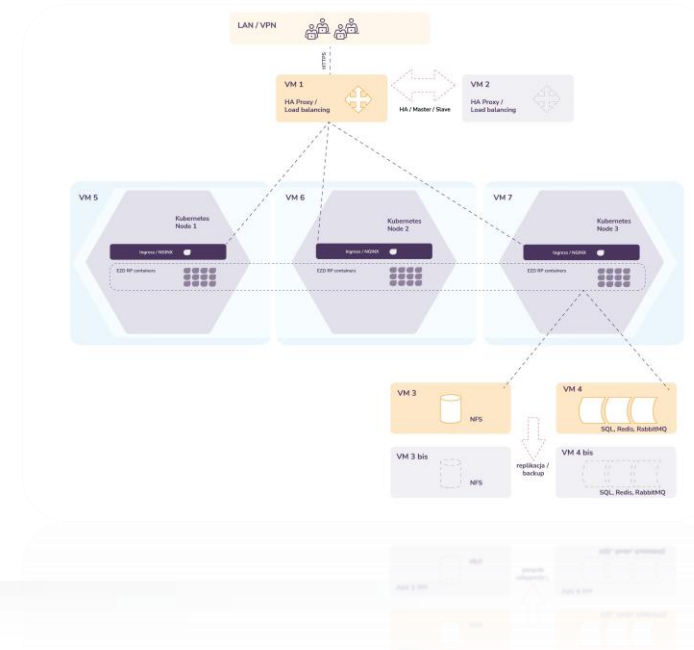 LAN / VPN
HTTPS
VM 1
HA Proxy /
Load balancing
HA / Master / Slave
VM 2
HA Proxy /
Load balancing
VM 5
Kubernetes
Node 1
Ingress / NGINX
EZD RP containers
VM 6
Kubernetes
Node 2
Ingress / NGINX
EZD RP containers
VM 7
Kubernetes
Node 3
Ingress / NGINX
EZD RP containers
VM 3
NFS
VM 4
SQL, Redis, RabbitMQ
replikacja /
backup
VM 3 bis
NFS
VM 4 bis
SQL, Redis, RabbitMQ